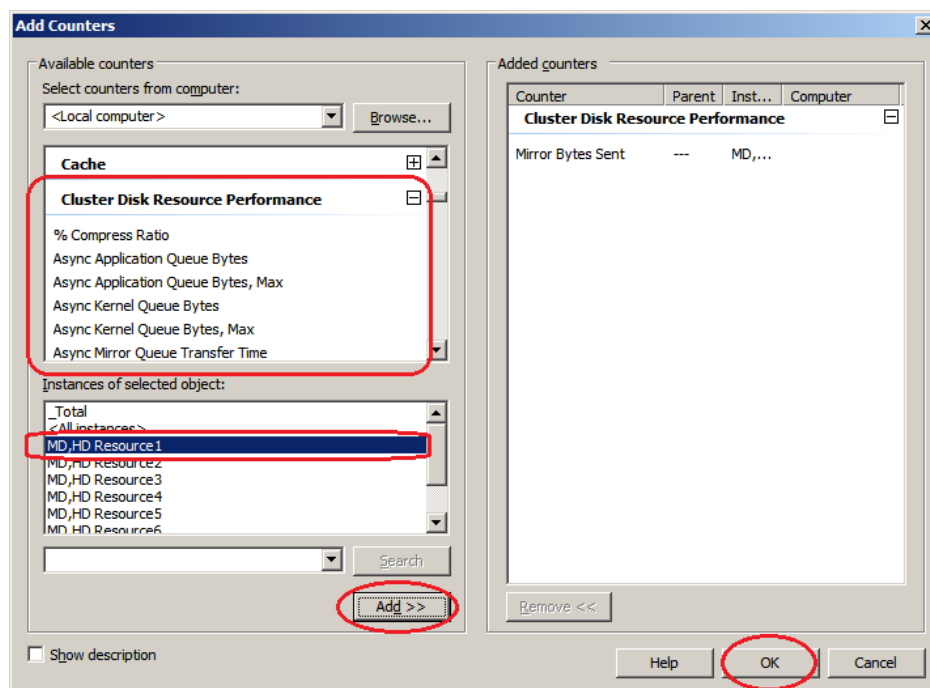 Add Counters
Available counters
Select counters from computer:
<Local computer>
Browse...
Cache
Cluster Disk Resource Performance
% Compress Ratio
Async Application Queue Bytes
Async Application Queue Bytes, Max
Async Kernel Queue Bytes
Async Kernel Queue Bytes, Max
Async Mirror Queue Transfer Time
Instances of selected object:
_Total
<All instances>
MD,HD Resource1
MD,HD Resource2
MD,HD Resource3
MD,HD Resource4
MD,HD Resource5
MD,HD Resource6
Search
Add >>
Show description
Added counters
Counter Parent Inst... Computer
Cluster Disk Resource Performance
Mirror Bytes Sent --- MD,...
Remove <<
Help OK Cancel